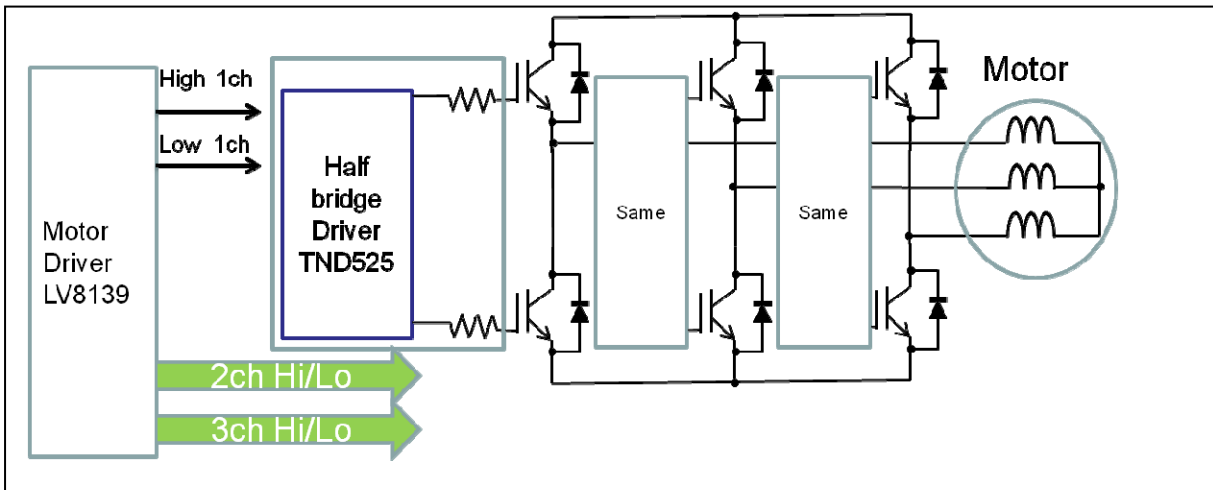 High 1ch
Low 1ch
Motor
Driver
LV8139
Half
bridge
Driver
TND525
Same
Same
Motor
2ch Hi/Lo
3ch Hi/Lo